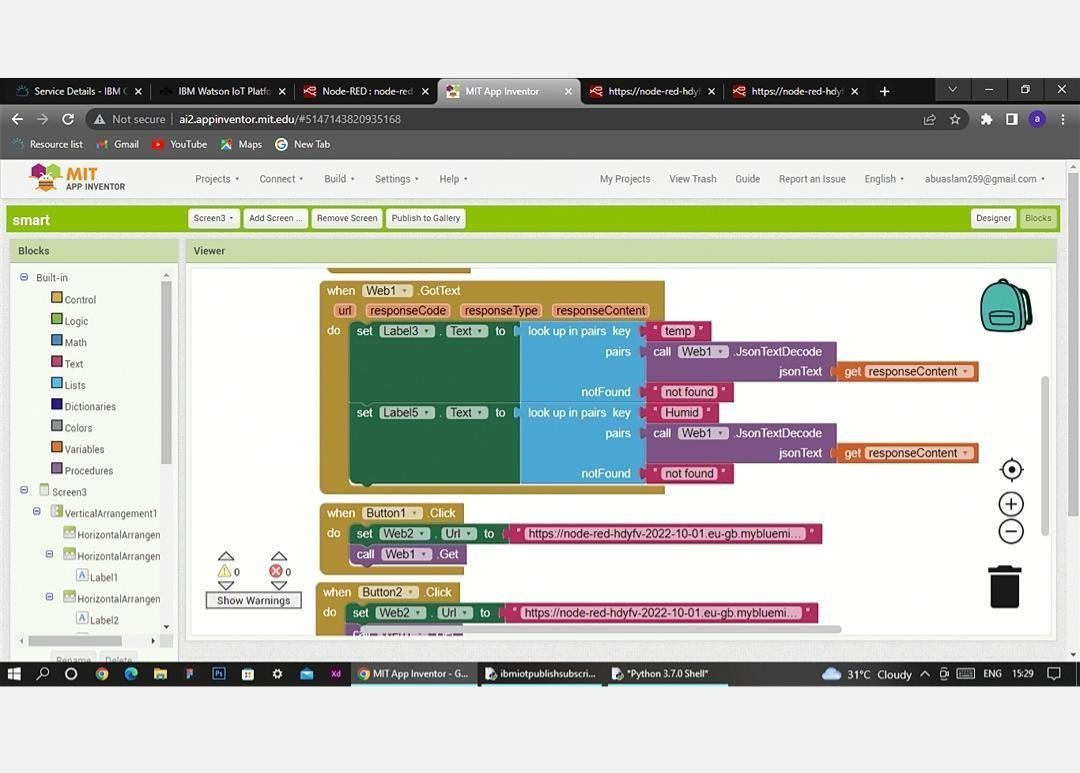 Service Details - IBM C
IBM Watson IoT Platfo
Node-RED : node-red
MIT App Inventor
https://node-red-hdyf
https://node-red-hdyf
Not secure | ai2.appinventor.mit.edu/#5147143820935168
a
Resource list
Gmail
YouTube
Maps
New Tab
MIT
APP INVENTOR
Projects
Connect
Build
Settings
Help
My Projects
View Trash
Guide
Report an Issue
English
abuaslam259@gmail.com
smart
Screen3
Add Screen ...
Remove Screen
Publish to Gallery
Designer
Blocks
Blocks
Viewer
Built-in
Control
Logic
Math
Text
Lists
Dictionaries
Colors
Variables
Procedures
Screen3
VerticalArrangement1
HorizontalArrangen
HorizontalArrangen
A Label1
HorizontalArrangen
A Label2
Rename Delete
when Web1 .GotText
url responseCode responseType responseContent
do set Label3 . Text to look up in pairs key " temp "
pairs call Web1 .JsonTextDecode
jsonText get responseContent
notFound " not found "
set Label5 . Text to look up in pairs key " Humid "
pairs call Web1 .JsonTextDecode
jsonText get responseContent
notFound " not found "
when Button1 .Click
do set Web2 . Url to " https://node-red-hdyfv-2022-10-01.eu-gb.mybluemi... "
call Web1 .Get
when Button2 .Click
do set Web2 . Url to " https://node-red-hdyfv-2022-10-01.eu-gb.mybluemi... "
0 0
Show Warnings
Ps
Xd
MIT App Inventor - G...
ibmiotpublishsubscri...
*Python 3.7.0 Shell*
31°C Cloudy
ENG
15:29